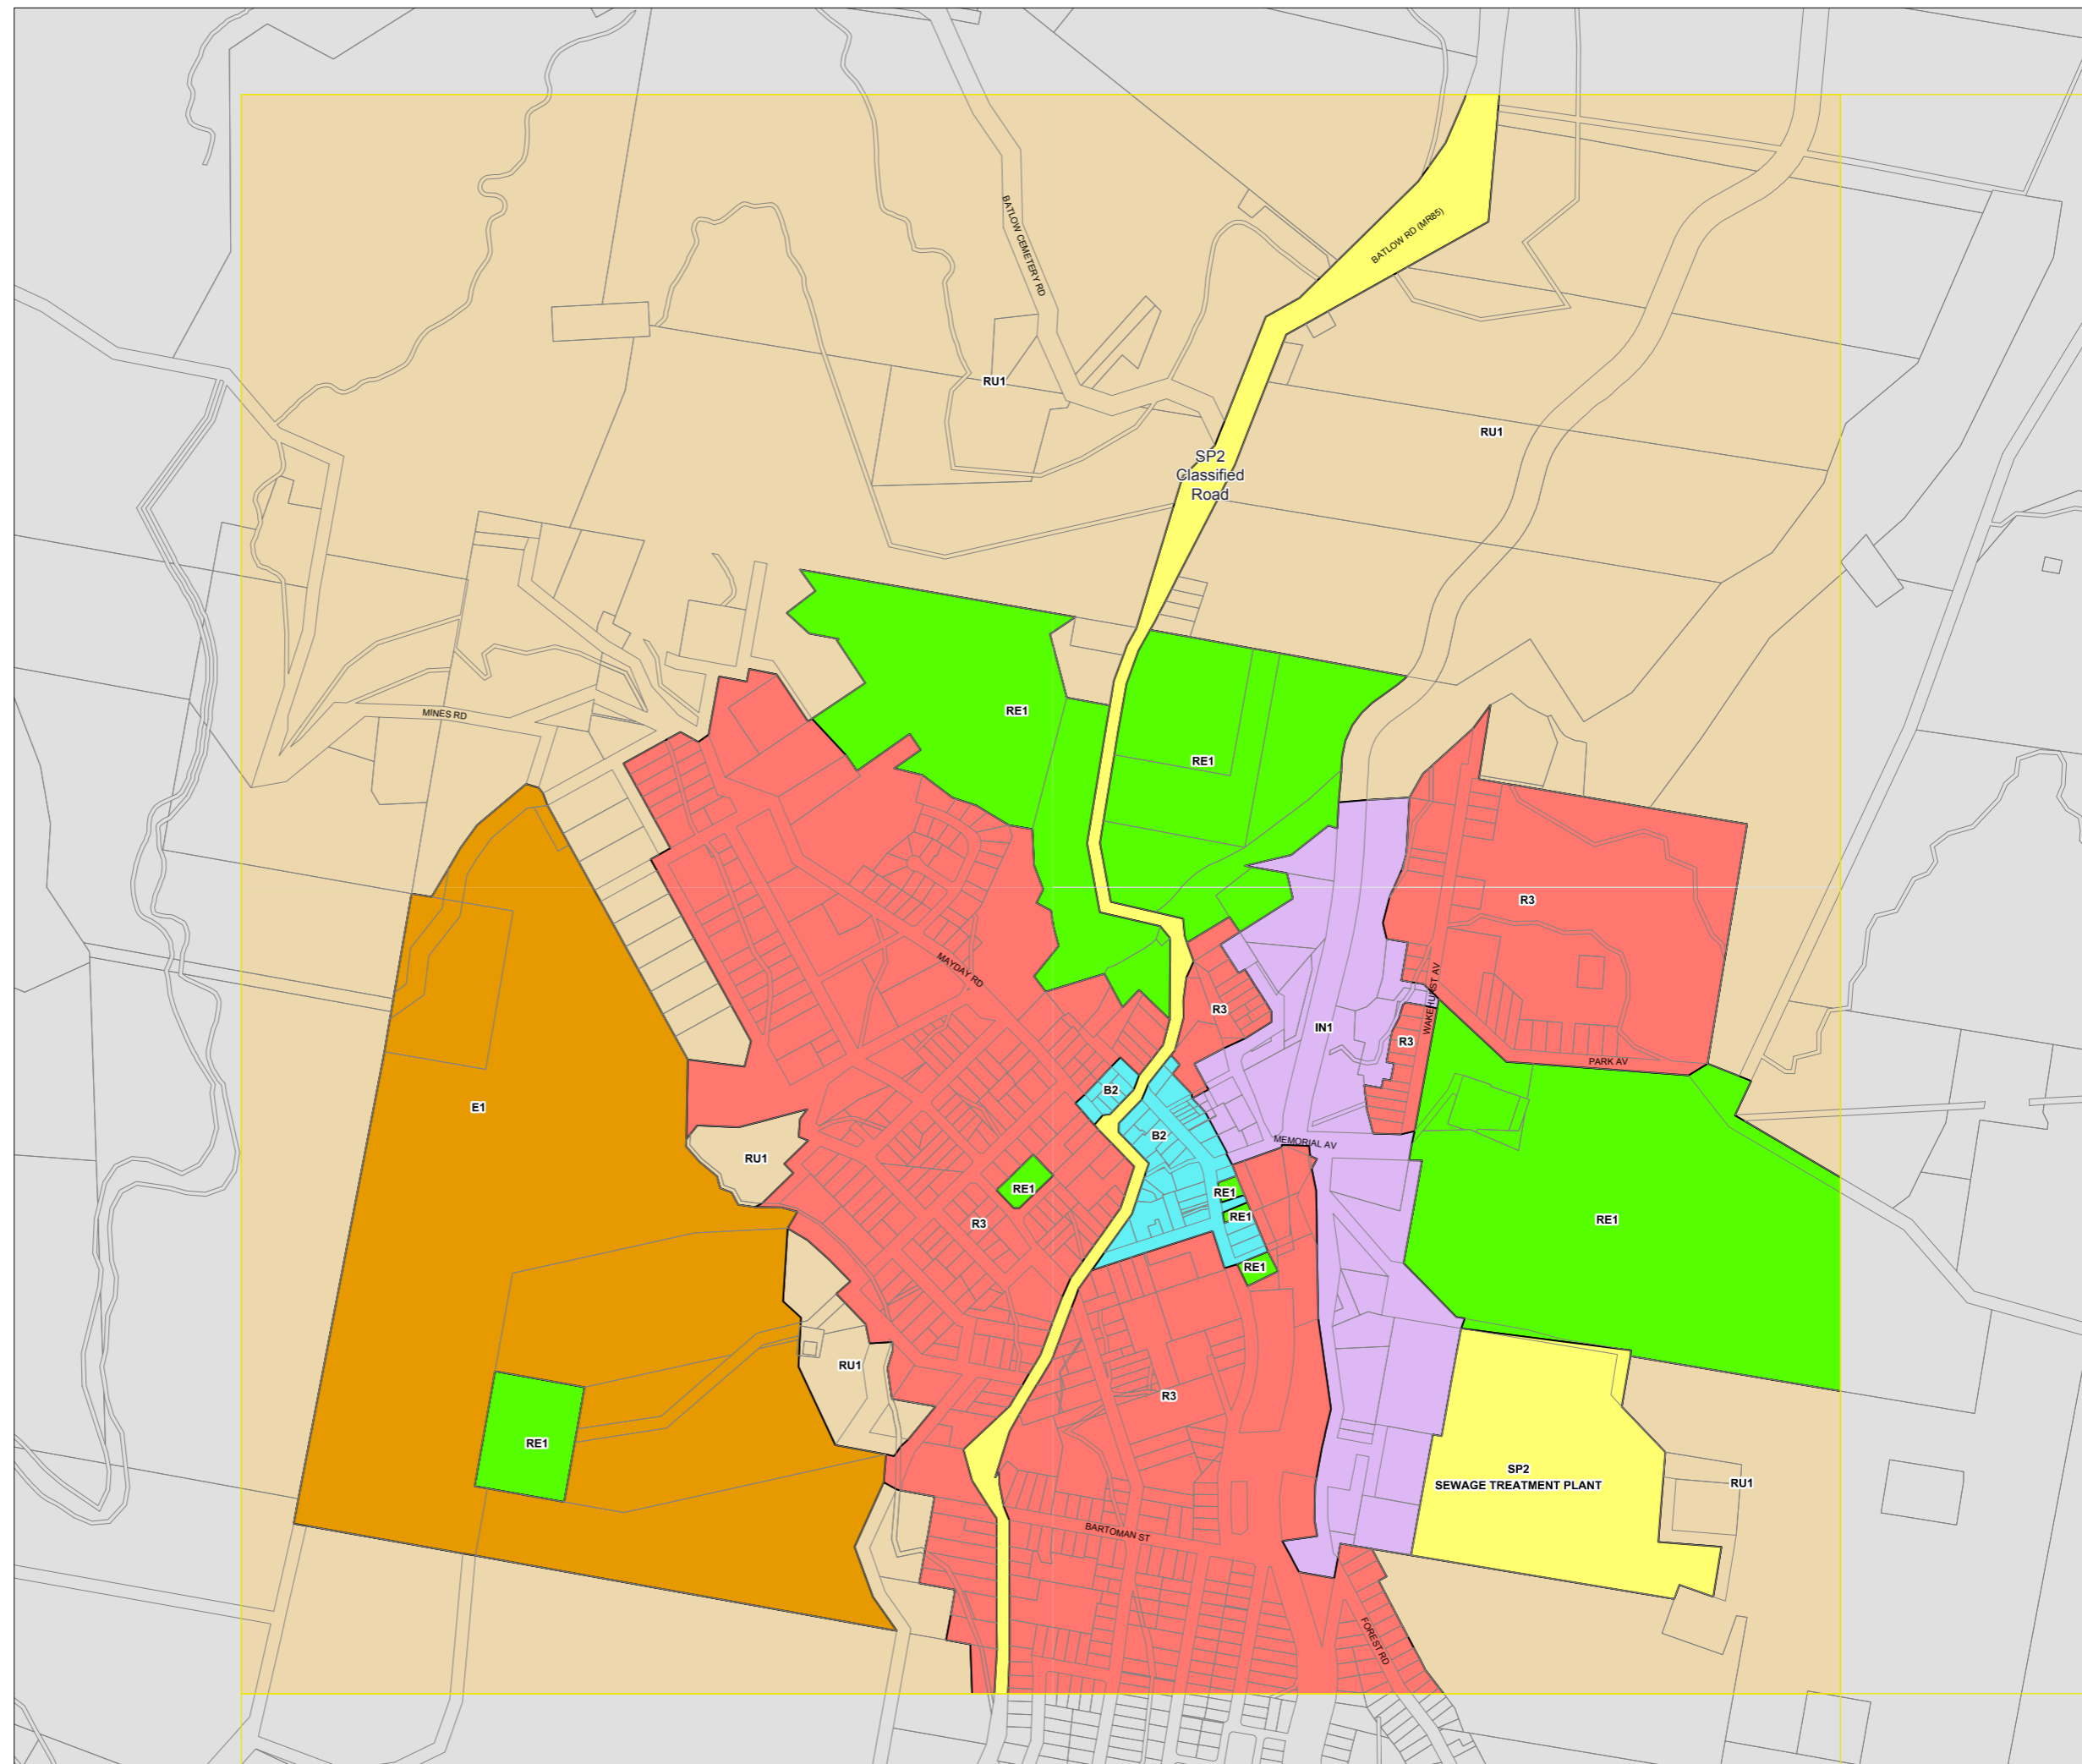 BATLOW CEMETERY RD
BATLOW RD (MR85)
RU1
RU1
SP2
Classified
Road
RE1
MINES RD
RE1
R3
MAYDAY RD
WAKEHURST AV
R3
IN1
R3
PARK AV
B2
E1
B2
MEMORIAL AV
RU1
RE1
RE1
RE1
RE1
R3
RE1
RU1
R3
RE1
SP2
SEWAGE TREATMENT PLANT
RU1
BARTOMAN ST
FOREST RD